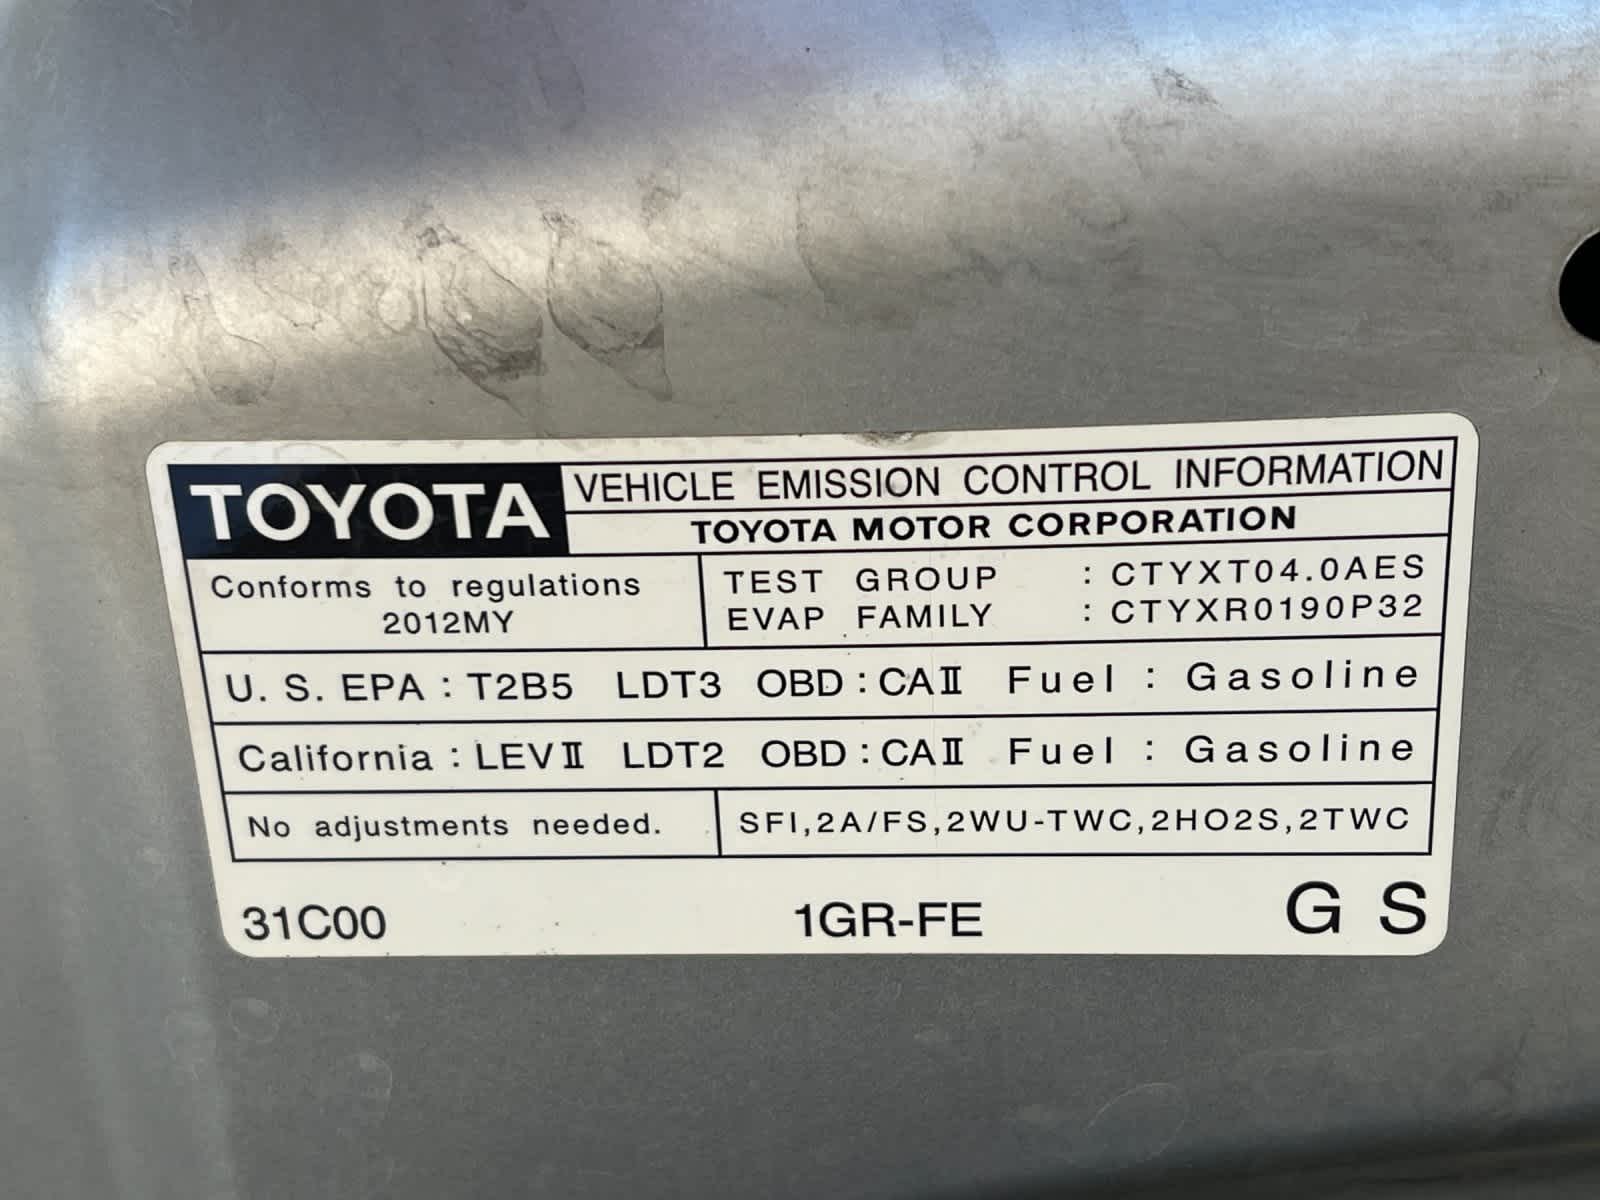 TOYOTA VEHICLE EMISSION CONTROL INFORMATION
TOYOTA MOTOR CORPORATION
Conforms to regulations
2012MY
TEST GROUP : CTYXT04.0AES
EVAP FAMILY : CTYXR0190P32
U. S. EPA : T2B5 LDT3 OBD : CAⅡ Fuel : Gasoline
California : LEVⅡ LDT2 OBD : CAⅡ Fuel : Gasoline
No adjustments needed.
SFI,2A/FS,2WU-TWC,2HO2S,2TWC
31C00 1GR-FE G S